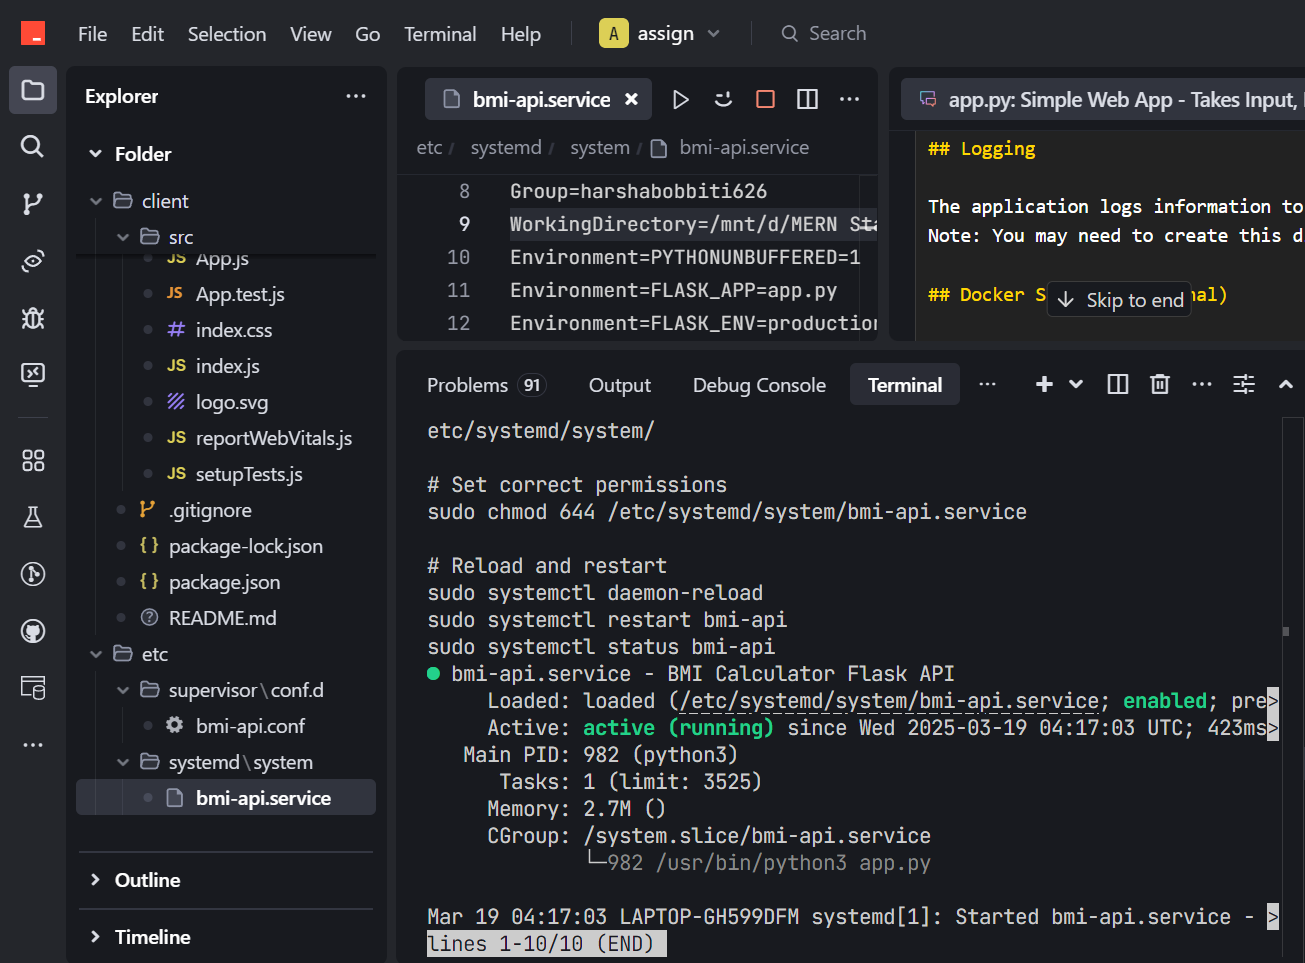 File Edit Selection View Go Terminal Help A assign Search
Explorer
Folder
client
src
App.js
JS App.test.js
# index.css
JS index.js
logo.svg
JS reportWebVitals.js
JS setupTests.js
.gitignore
{} package-lock.json
{} package.json
README.md
etc
supervisor\conf.d
bmi-api.conf
systemd\system
bmi-api.service
Outline
Timeline
bmi-api.service
etc / systemd / system / bmi-api.service
8 Group=harshabobbiti626
9 WorkingDirectory=/mnt/d/MERN Sta
10 Environment=PYTHONUNBUFFERED=1
11 Environment=FLASK_APP=app.py
12 Environment=FLASK_ENV=production
app.py: Simple Web App - Takes Input,
## Logging
The application logs information to
Note: You may need to create this d
## Docker S nal)
Skip to end
Problems 91 Output Debug Console Terminal
etc/systemd/system/
# Set correct permissions
sudo chmod 644 /etc/systemd/system/bmi-api.service
# Reload and restart
sudo systemctl daemon-reload
sudo systemctl restart bmi-api
sudo systemctl status bmi-api
● bmi-api.service - BMI Calculator Flask API
Loaded: loaded (/etc/systemd/system/bmi-api.service; enabled; pre>
Active: active (running) since Wed 2025-03-19 04:17:03 UTC; 423ms>
Main PID: 982 (python3)
Tasks: 1 (limit: 3525)
Memory: 2.7M ()
CGroup: /system.slice/bmi-api.service
└─982 /usr/bin/python3 app.py
Mar 19 04:17:03 LAPTOP-GH599DFM systemd[1]: Started bmi-api.service - >
lines 1-10/10 (END)